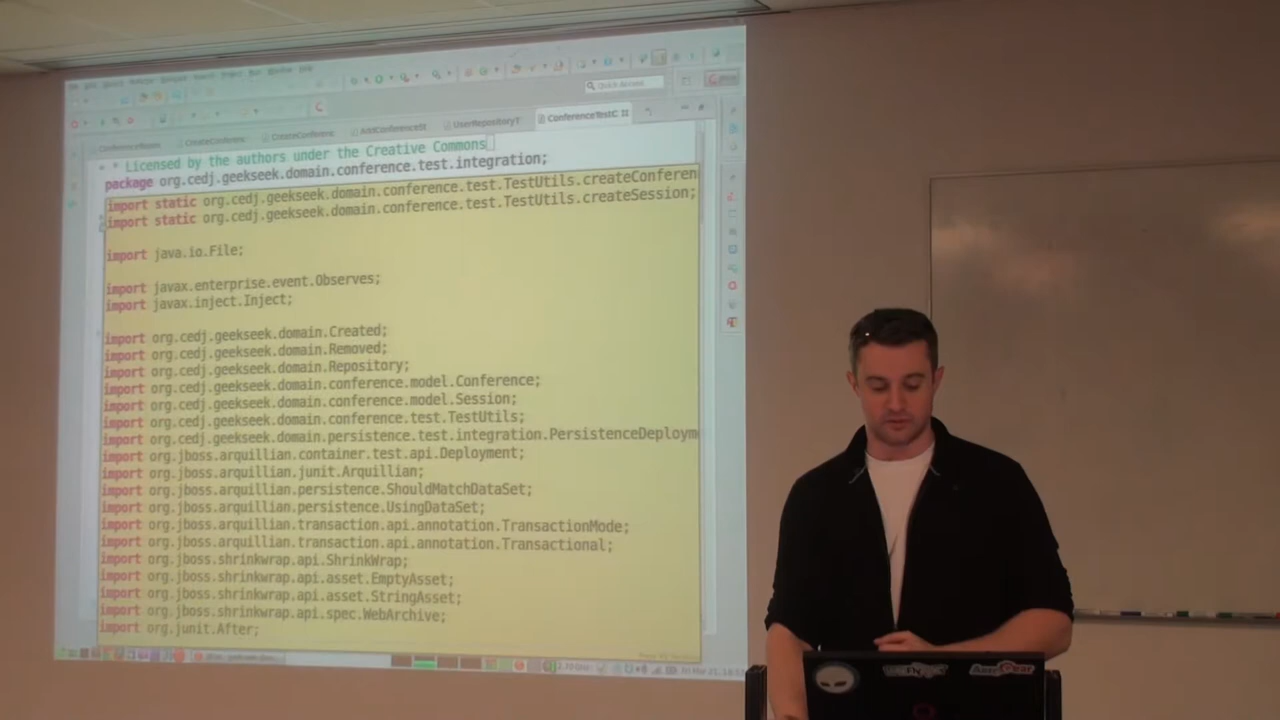 Quick Access
CreateConferenc
CreateConferenc
AddConferenceSt
UserRepositoryT
ConferenceTestC
* Licensed by the authors under the Creative Commons
package org.cedj.geekseek.domain.conference.test.integration;
import static org.cedj.geekseek.domain.conference.test.TestUtils.createConferen
import static org.cedj.geekseek.domain.conference.test.TestUtils.createSession;
import java.io.File;
import javax.enterprise.event.Observes;
import javax.inject.Inject;
import org.cedj.geekseek.domain.Created;
import org.cedj.geekseek.domain.Removed;
import org.cedj.geekseek.domain.Repository;
import org.cedj.geekseek.domain.conference.model.Conference;
import org.cedj.geekseek.domain.conference.model.Session;
import org.cedj.geekseek.domain.conference.test.TestUtils;
import org.cedj.geekseek.domain.persistence.test.integration.PersistenceDeploym
import org.jboss.arquillian.container.test.api.Deployment;
import org.jboss.arquillian.junit.Arquillian;
import org.jboss.arquillian.persistence.ShouldMatchDataSet;
import org.jboss.arquillian.persistence.UsingDataSet;
import org.jboss.arquillian.transaction.api.annotation.TransactionMode;
import org.jboss.arquillian.transaction.api.annotation.Transactional;
import org.jboss.shrinkwrap.api.ShrinkWrap;
import org.jboss.shrinkwrap.api.asset.EmptyAsset;
import org.jboss.shrinkwrap.api.asset.StringAsset;
import org.jboss.shrinkwrap.api.spec.WebArchive;
import org.junit.After;
AeroGear